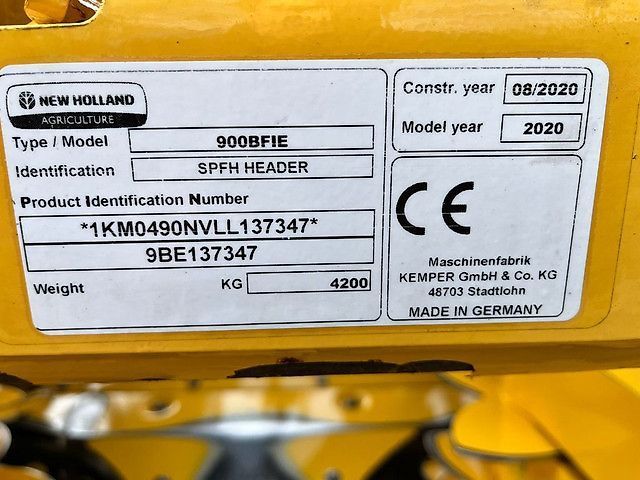 NEW HOLLAND
AGRICULTURE
Type / Model 900BFIE
Identification SPFH HEADER
Product Identification Number
*1KM0490NVLL137347*
9BE137347
Weight KG 4200
Constr. year 08/2020
Model year 2020
CE
Maschinenfabrik
KEMPER GmbH & Co. KG
48703 Stadtlohn
MADE IN GERMANY